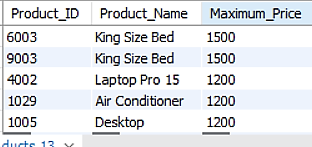 Product_ID Product_Name Maximum_Price
6003 King Size Bed 1500
9003 King Size Bed 1500
4002 Laptop Pro 15 1200
1029 Air Conditioner 1200
1005 Desktop 1200
ducts 13